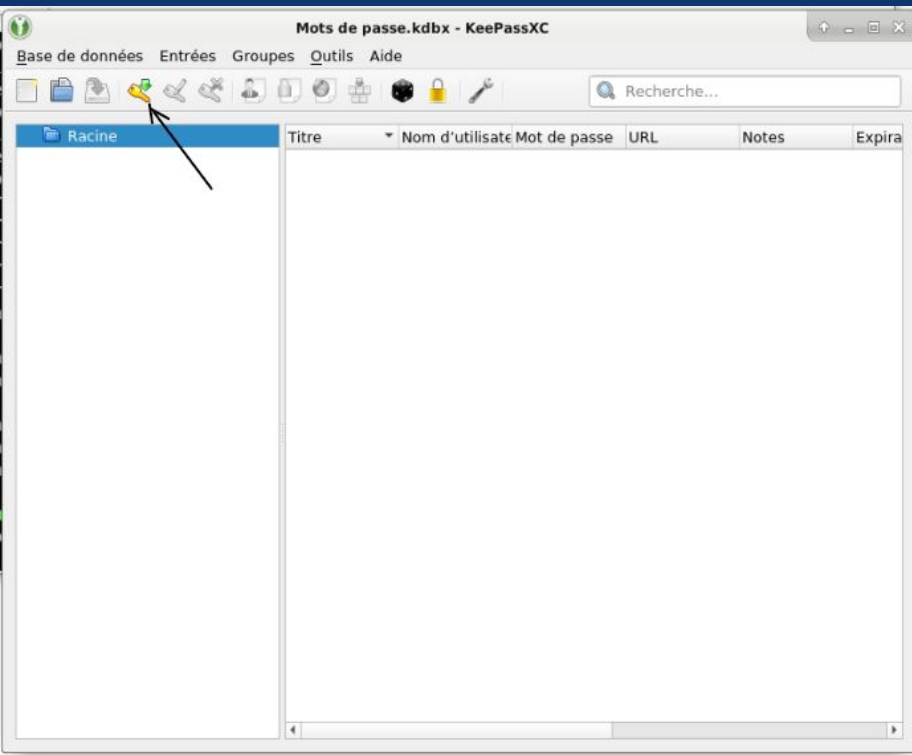 Mots de passe.kdbx - KeePassXC
Base de données Entrées Groupes Outils Aide
Recherche...
Racine
Titre Nom d'utilisate Mot de passe URL Notes Expira